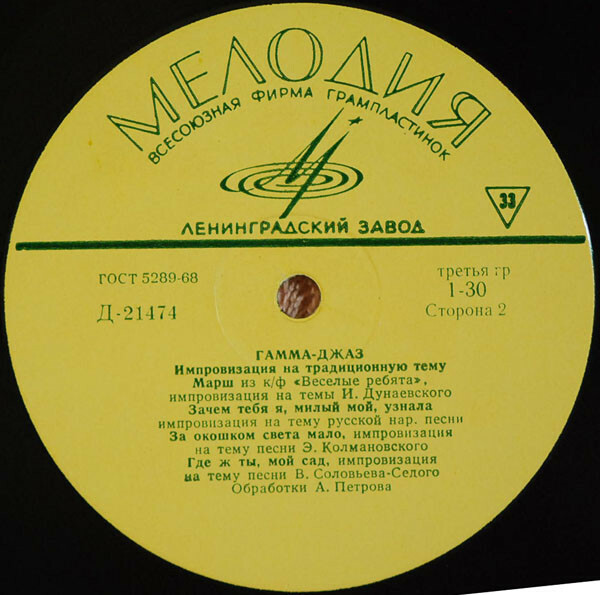 МЕЛОДИЯ
ВСЕСОЮЗНАЯ ФИРМА ГРАМПЛАСТИНОК
33
ЛЕНИНГРАДСКИЙ ЗАВОД
ГОСТ 5289-68
третья гр
Д-21474
1-30
Сторона 2
ГАММА-ДЖАЗ
Импровизация на традиционную тему
Марш из к/ф «Веселые ребята»,
импровизация на темы И. Дунаевского
Зачем тебя я, милый мой, узнала
импровизация на тему русской нар. песни
За окошком света мало, импровизация
на тему песни Э. Колмановского
Где ж ты, мой сад, импровизация
на тему песни В. Соловьева-Селого
Обработки А. Петрова